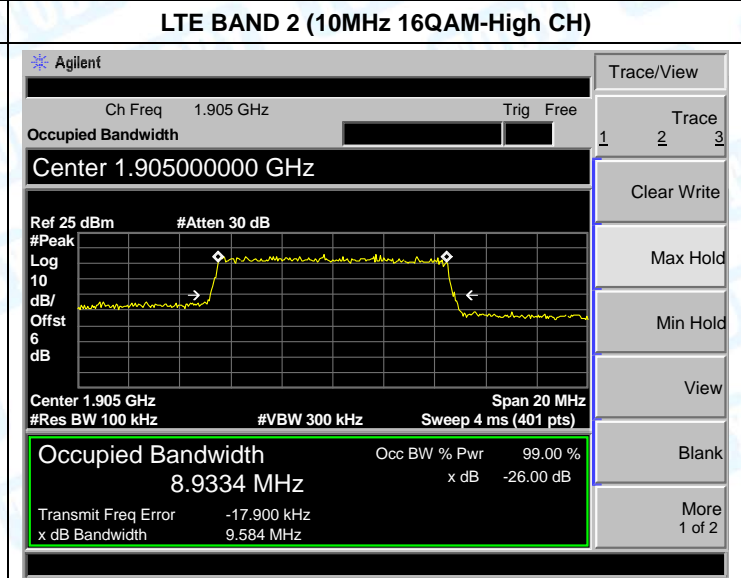 LTE BAND 2 (10MHz 16QAM-High CH)
Agilent
Trace/View
Ch Freq 1.905 GHz Trig Free
Occupied Bandwidth
Trace
1 2 3
Center 1.905000000 GHz
Clear Write
Ref 25 dBm #Atten 30 dB
#Peak
Log
10
dB/
Offst
6
dB
Max Hold
Min Hold
Center 1.905 GHz Span 20 MHz
#Res BW 100 kHz #VBW 300 kHz Sweep 4 ms (401 pts)
View
Occupied Bandwidth Occ BW % Pwr 99.00 %
8.9334 MHz x dB -26.00 dB
Blank
Transmit Freq Error -17.900 kHz
x dB Bandwidth 9.584 MHz
More
1 of 2